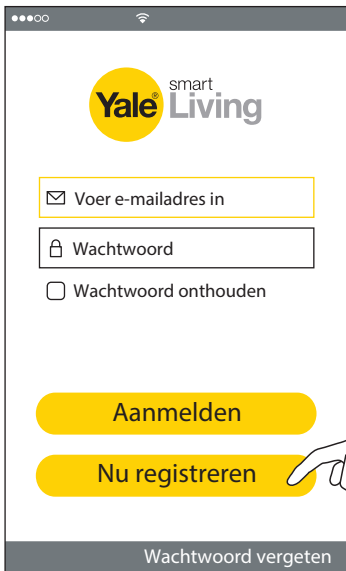 smart
Yale® Living
Voer e-mailadres in
Wachtwoord
Wachtwoord onthouden
Aanmelden
Nu registreren
Wachtwoord vergeten